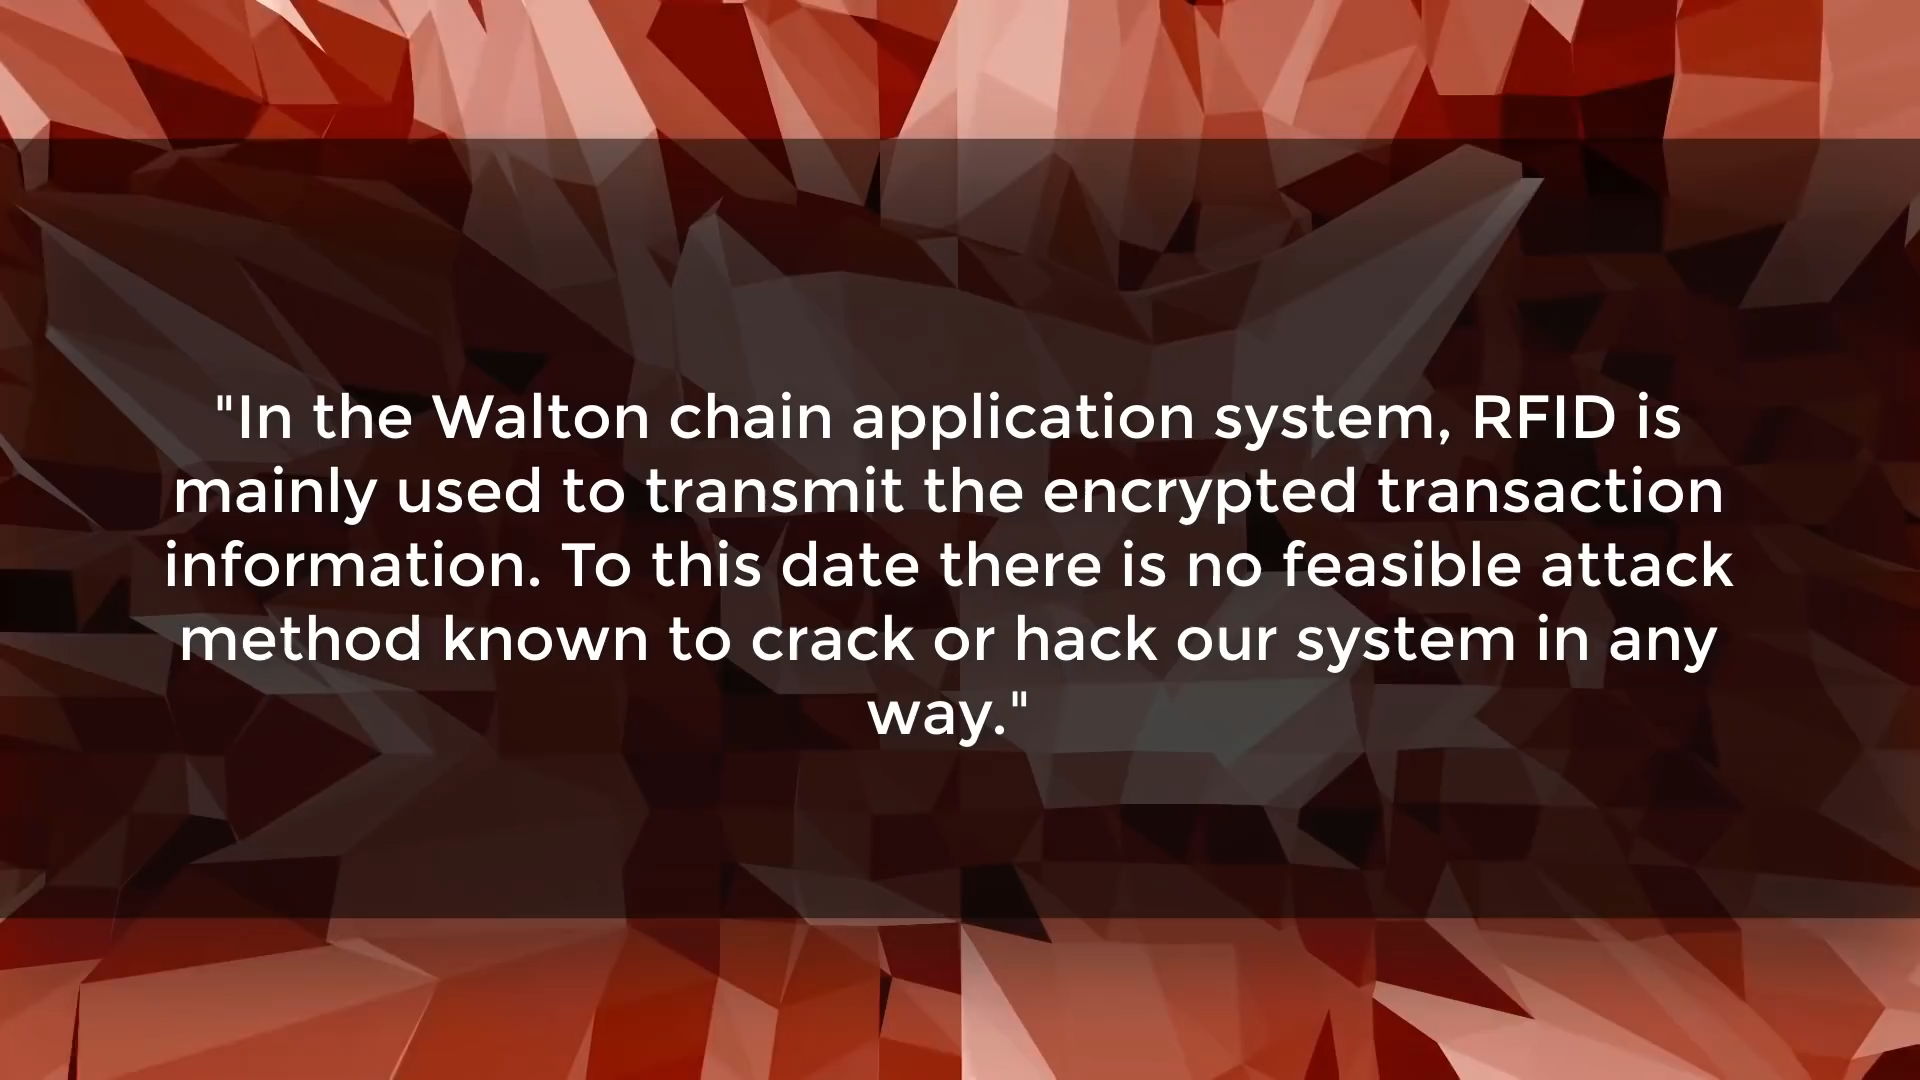 "In the Walton chain application system, RFID is
mainly used to transmit the encrypted transaction
information. To this date there is no feasible attack
method known to crack or hack our system in any
way."